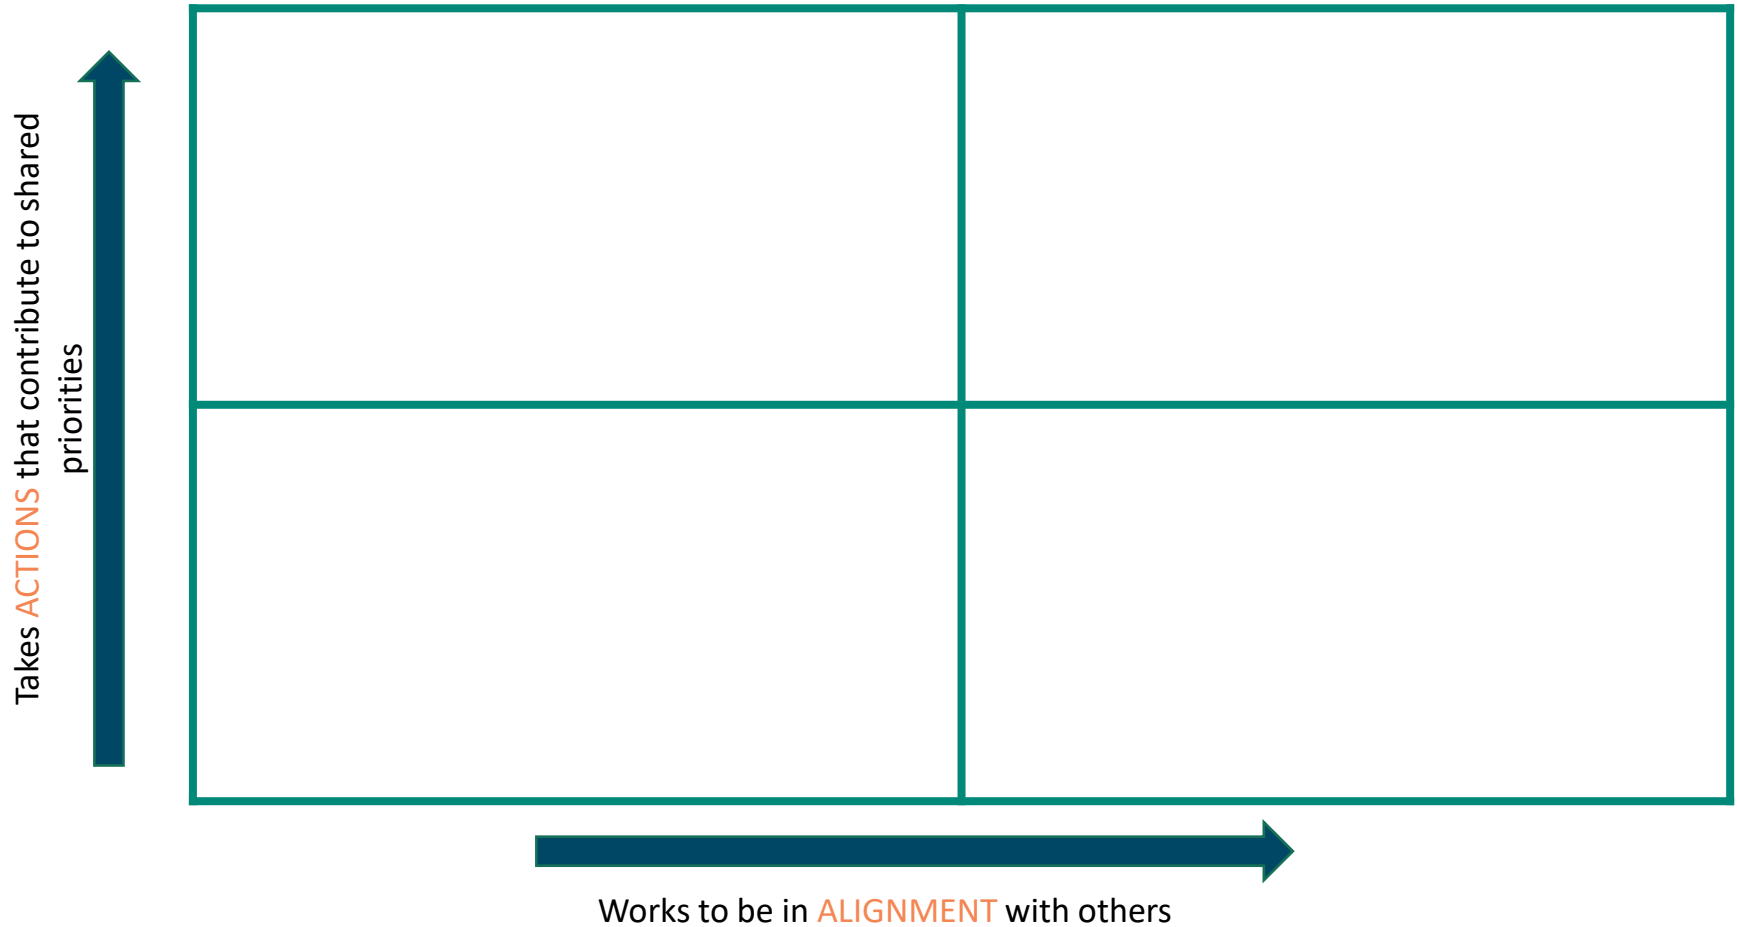 Takes ACTIONS that contribute to shared
priorities
Works to be in ALIGNMENT with others